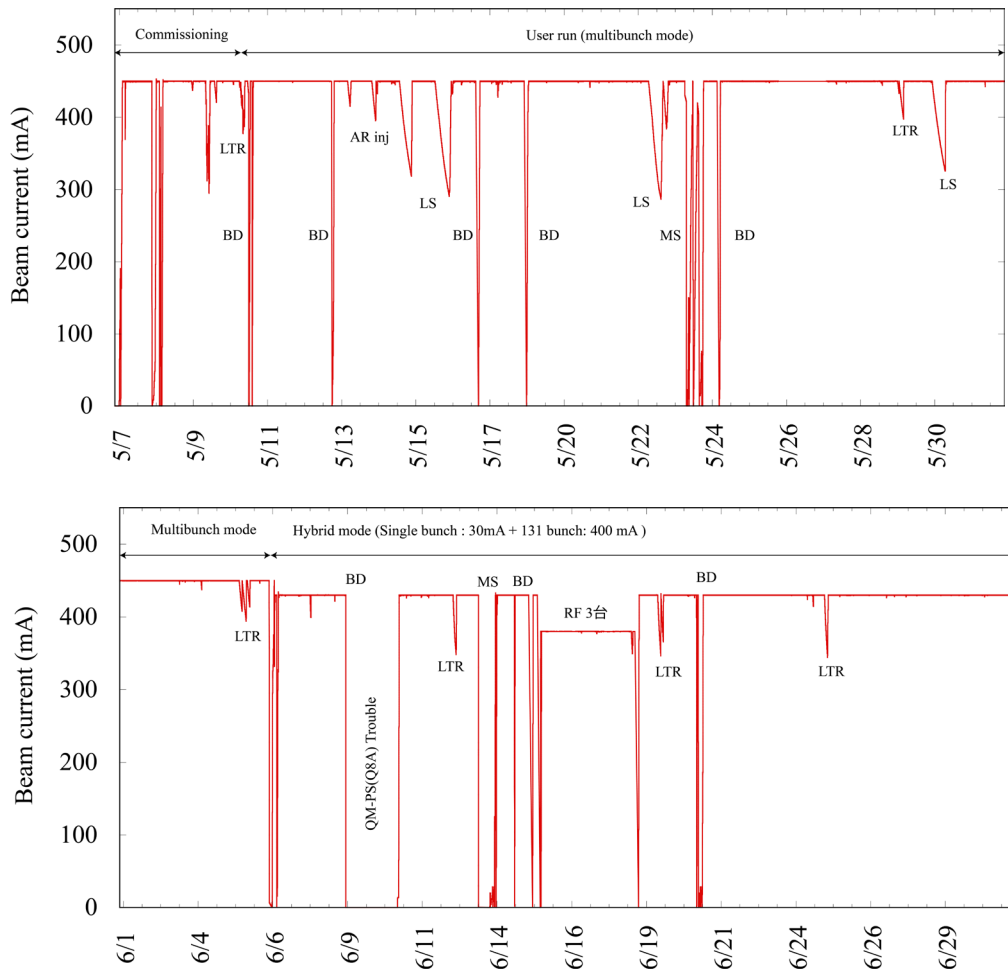 Commissioning
User run (multibunch mode)
500
400
300
200
100
0
Beam current (mA)
LTR
AR inj
LTR
LS
LS
LS
BD
BD
BD
BD
MS
BD
5/7
5/9
5/11
5/13
5/15
5/17
5/20
5/22
5/24
5/26
5/28
5/30
Multibunch mode
Hybrid mode (Single bunch : 30mA + 131 bunch: 400 mA )
500
400
300
200
100
0
Beam current (mA)
BD
MS
BD
BD
RF 3台
LTR
LTR
LTR
LTR
QM-PS(Q8A) Trouble
6/1
6/4
6/6
6/9
6/11
6/14
6/16
6/19
6/21
6/24
6/26
6/29